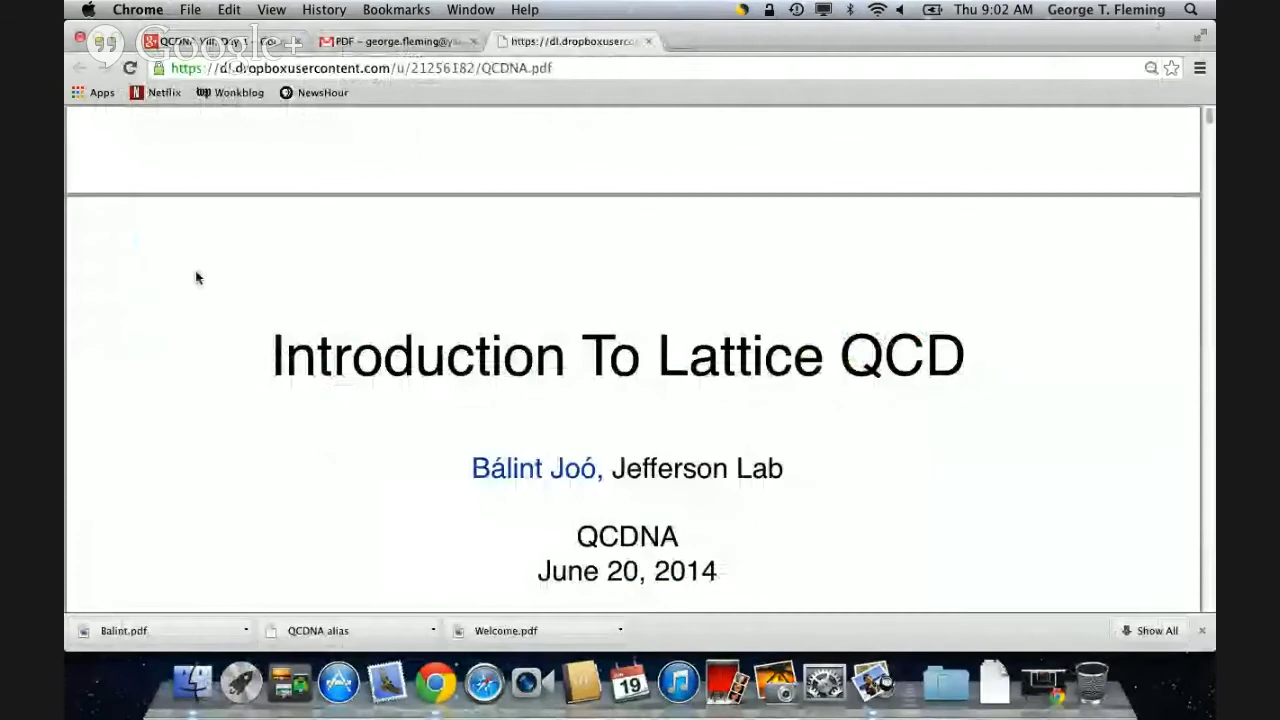 Chrome File Edit View History Bookmarks Window Help Thu 9:02 AM George T. Fleming
Google+
PDF – george.fleming@y https://dl.dropboxuserco
https://dl.dropboxusercontent.com/u/21256182/QCDNA.pdf
Apps Netflix wp Wonkblog NewsHour
Introduction To Lattice QCD
Bálint Joó, Jefferson Lab
QCDNA
June 20, 2014
Balint.pdf QCDNA alias Welcome.pdf Show All
19